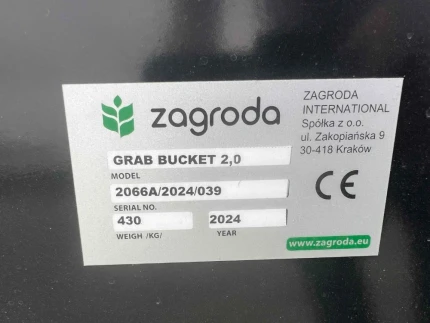 zagroda
ZAGRODA
INTERNATIONAL
Spółka z o.o.
ul. Zakopiańska 9
30-418 Kraków
GRAB BUCKET 2,0
MODEL
2066A/2024/039
SERIAL NO.
430 2024
WEIGH /KG/ YEAR
CE
www.zagroda.eu